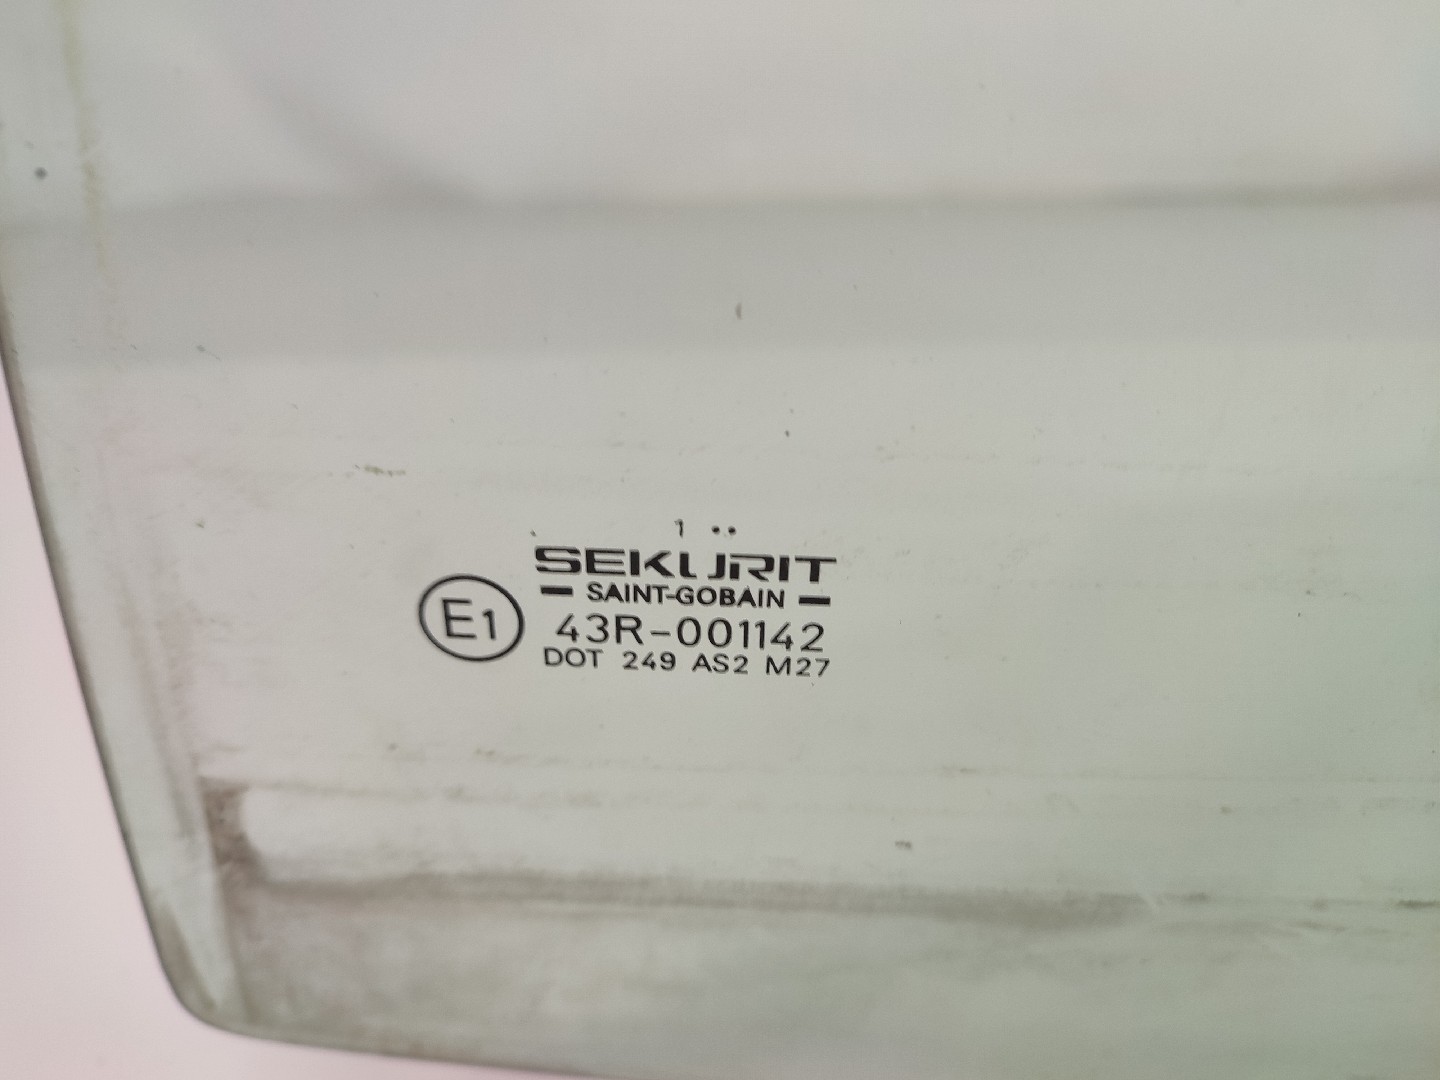 1 ..
SEKURIT
SAINT-GOBAIN
E1
43R-001142
DOT 249 AS2 M27